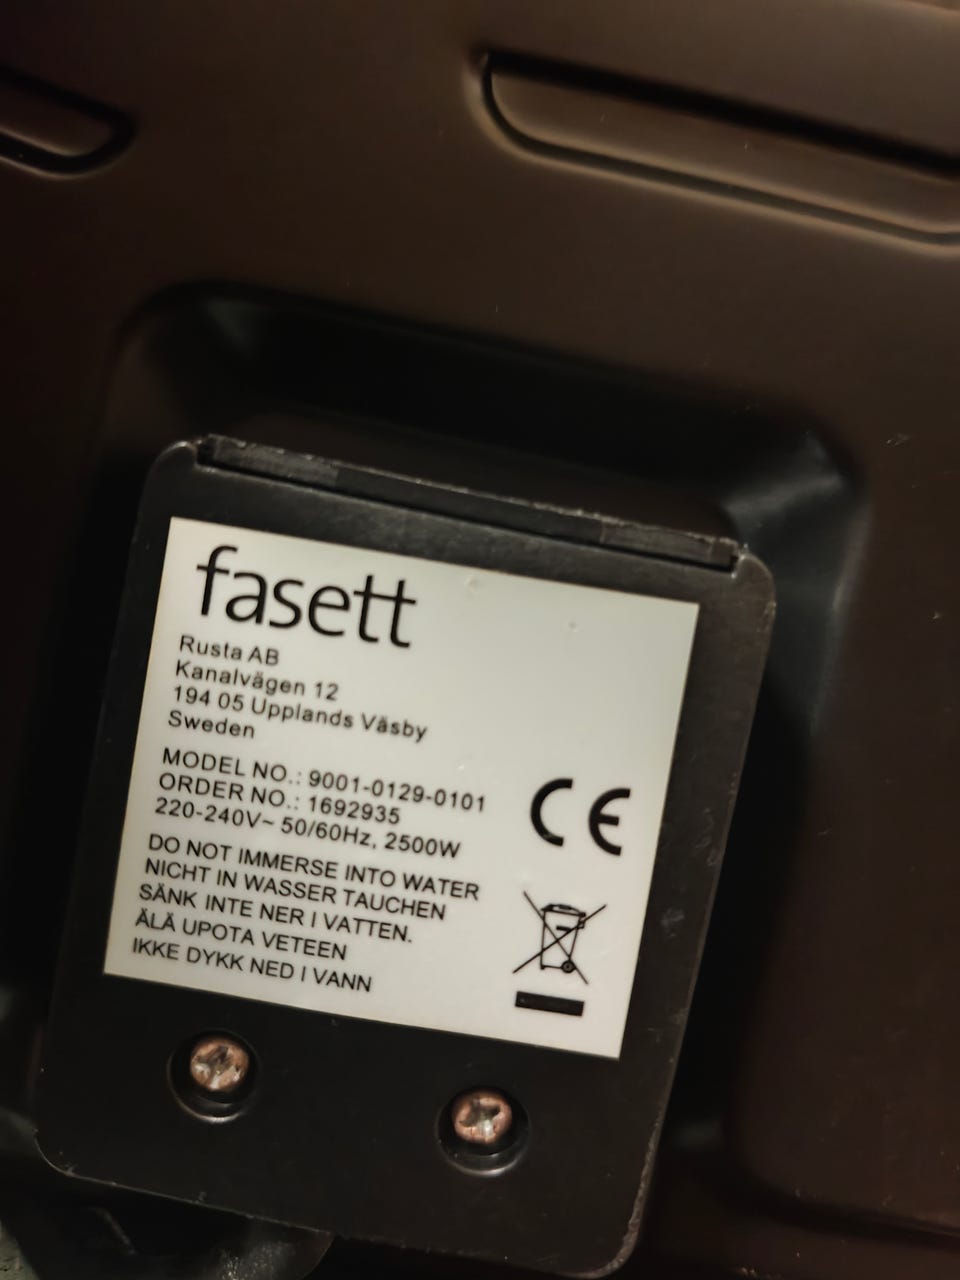 fasett
Rusta AB
Kanalvägen 12
194 05 Upplands Väsby
Sweden
MODEL NO.: 9001-0129-0101
ORDER NO.: 1692935
220-240V~ 50/60Hz, 2500W
DO NOT IMMERSE INTO WATER
NICHT IN WASSER TAUCHEN
SÄNK INTE NER I VATTEN.
ÄLÄ UPOTA VETEEN
IKKE DYKK NED I VANN
CE